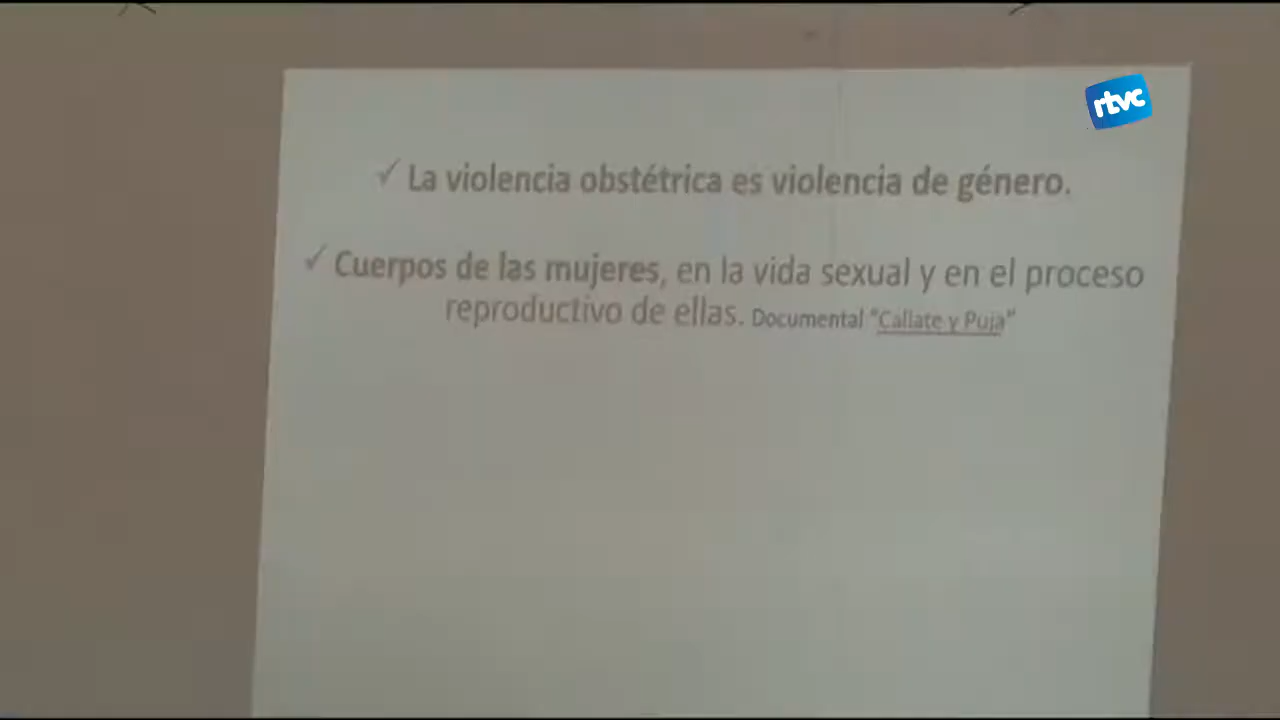 rtvc
✓ La violencia obstétrica es violencia de género.
✓ Cuerpos de las mujeres, en la vida sexual y en el proceso
reproductivo de ellas. Documental "Callate y Puja"